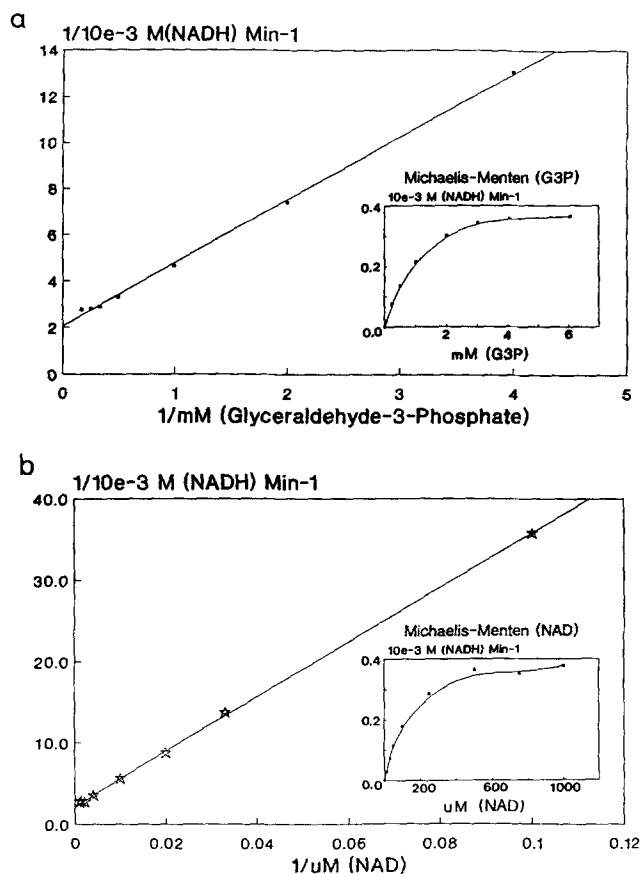 a
1/10e-3 M(NADH) Min-1
14
12
10
8
6
4
2
0
0 1 2 3 4 5
1/mM (Glyceraldehyde-3-Phosphate)
Michaelis-Menten (G3P)
10e-3 M (NADH) Min-1
0.4
0.2
0.0
2 4 6
mM (G3P)
b
1/10e-3 M (NADH) Min-1
40.0
30.0
20.0
10.0
0.0
0 0.02 0.04 0.06 0.08 0.1 0.12
1/uM (NAD)
Michaelis-Menten (NAD)
10e-3 M (NADH) Min-1
0.4
0.2
0.0
200 600 1000
uM (NAD)